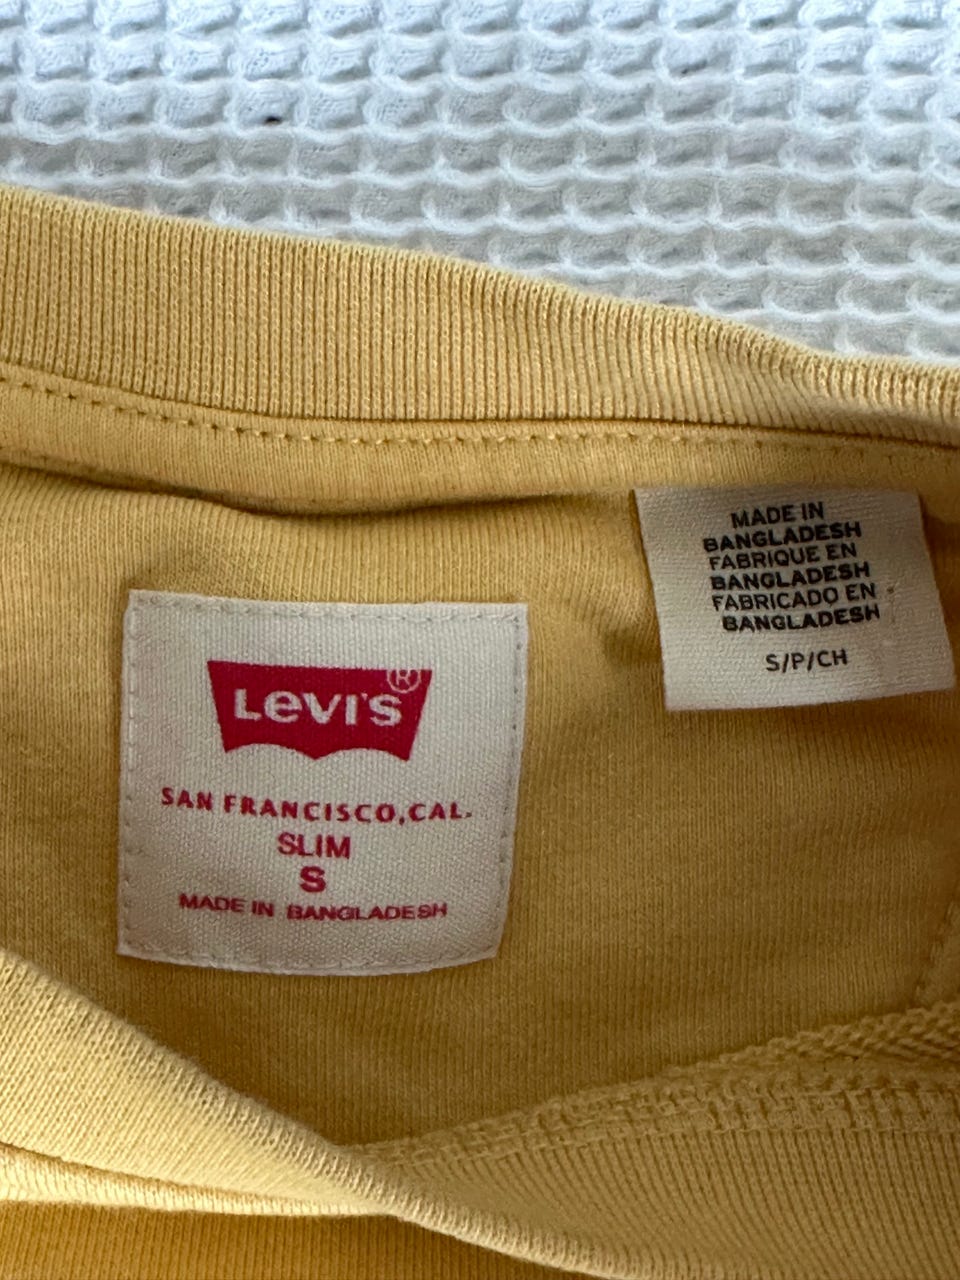 LEVI'S®
SAN FRANCISCO, CAL.
SLIM
S
MADE IN BANGLADESH
MADE IN
BANGLADESH
FABRIQUE EN
BANGLADESH
FABRICADO EN
BANGLADESH
S/P/CH